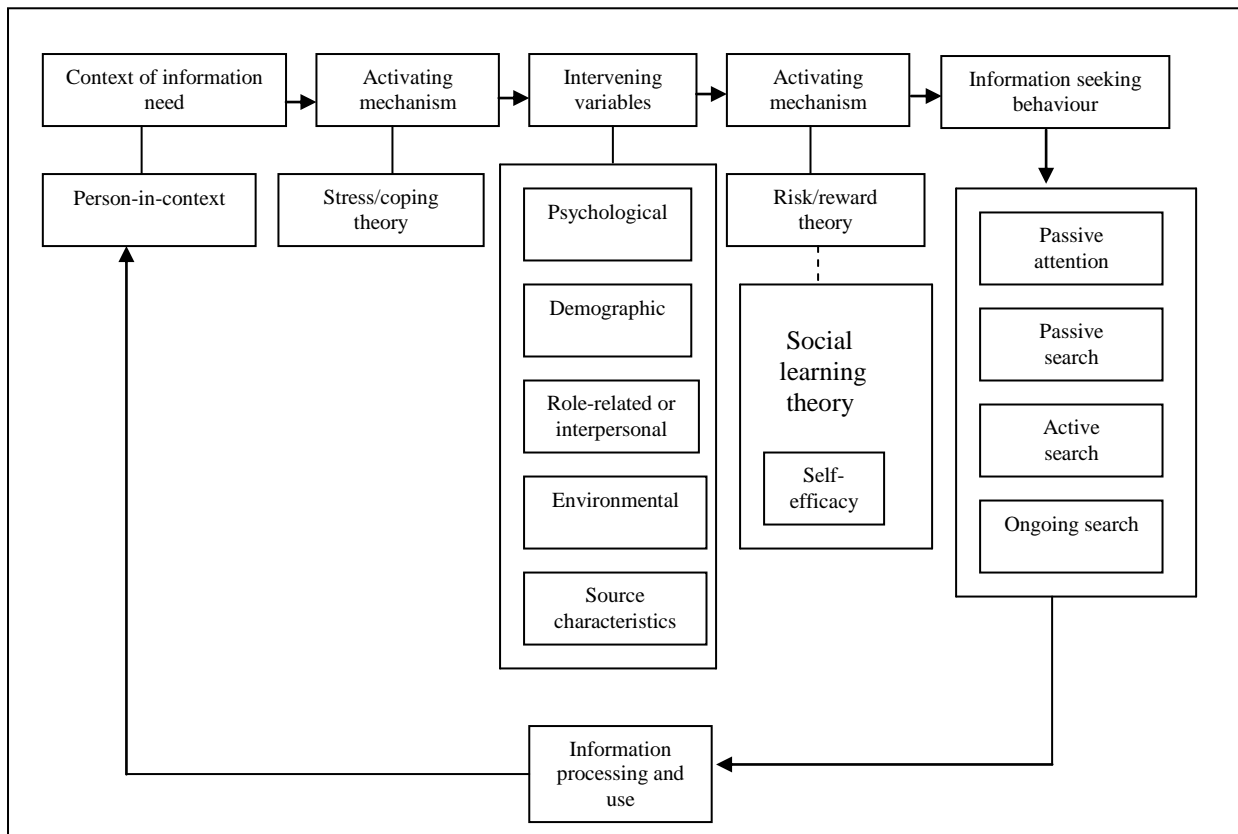 Context of information
need
Activating
mechanism
Intervening
variables
Activating
mechanism
Information seeking
behaviour
Person-in-context
Stress/coping
theory
Psychological
Demographic
Role-related or
interpersonal
Environmental
Source
characteristics
Risk/reward
theory
Social
learning
theory
Self-
efficacy
Passive
attention
Passive
search
Active
search
Ongoing search
Information
processing and
use